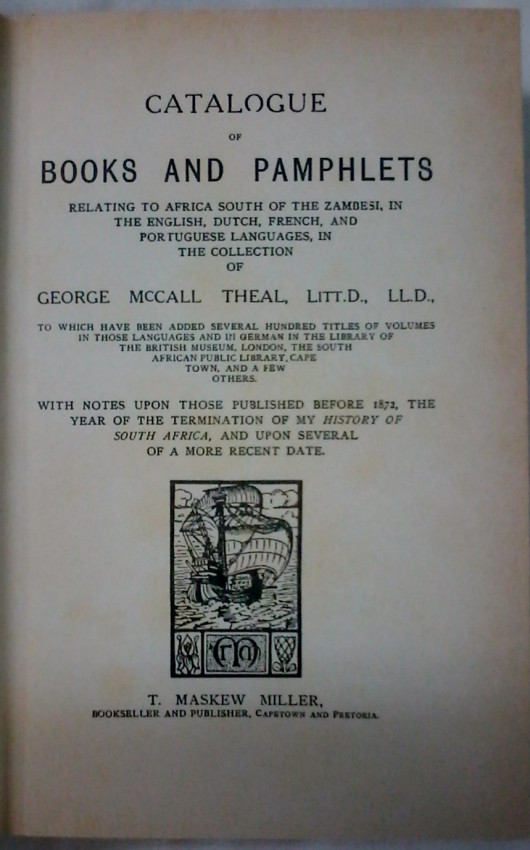 CATALOGUE
OF
BOOKS AND PAMPHLETS
RELATING TO AFRICA SOUTH OF THE ZAMBESI, IN
THE ENGLISH, DUTCH, FRENCH, AND
PORTUGUESE LANGUAGES, IN
THE COLLECTION
OF
GEORGE McCALL THEAL, LITT.D., LL.D.,
TO WHICH HAVE BEEN ADDED SEVERAL HUNDRED TITLES OF VOLUMES
IN THOSE LANGUAGES AND IN GERMAN IN THE LIBRARY OF
THE BRITISH MUSEUM, LONDON, THE SOUTH
AFRICAN PUBLIC LIBRARY, CAPE
TOWN, AND A FEW
OTHERS.
WITH NOTES UPON THOSE PUBLISHED BEFORE 1872, THE
YEAR OF THE TERMINATION OF MY HISTORY OF
SOUTH AFRICA, AND UPON SEVERAL
OF A MORE RECENT DATE.
T. MASKEW MILLER,
BOOKSELLER AND PUBLISHER, CAPETOWN AND PRETORIA.